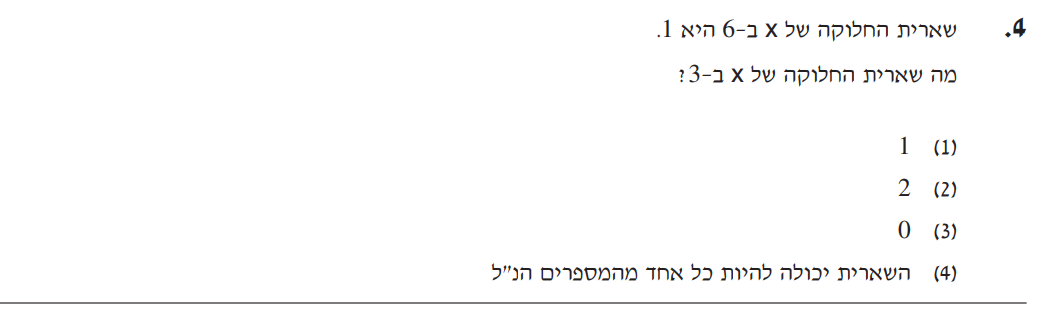 4. שארית החלוקה של x ב-6 היא 1.
מה שארית החלוקה של x ב-3?
(1) 1
(2) 2
(3) 0
(4) השארית יכולה להיות כל אחד מהמספרים הנ"ל